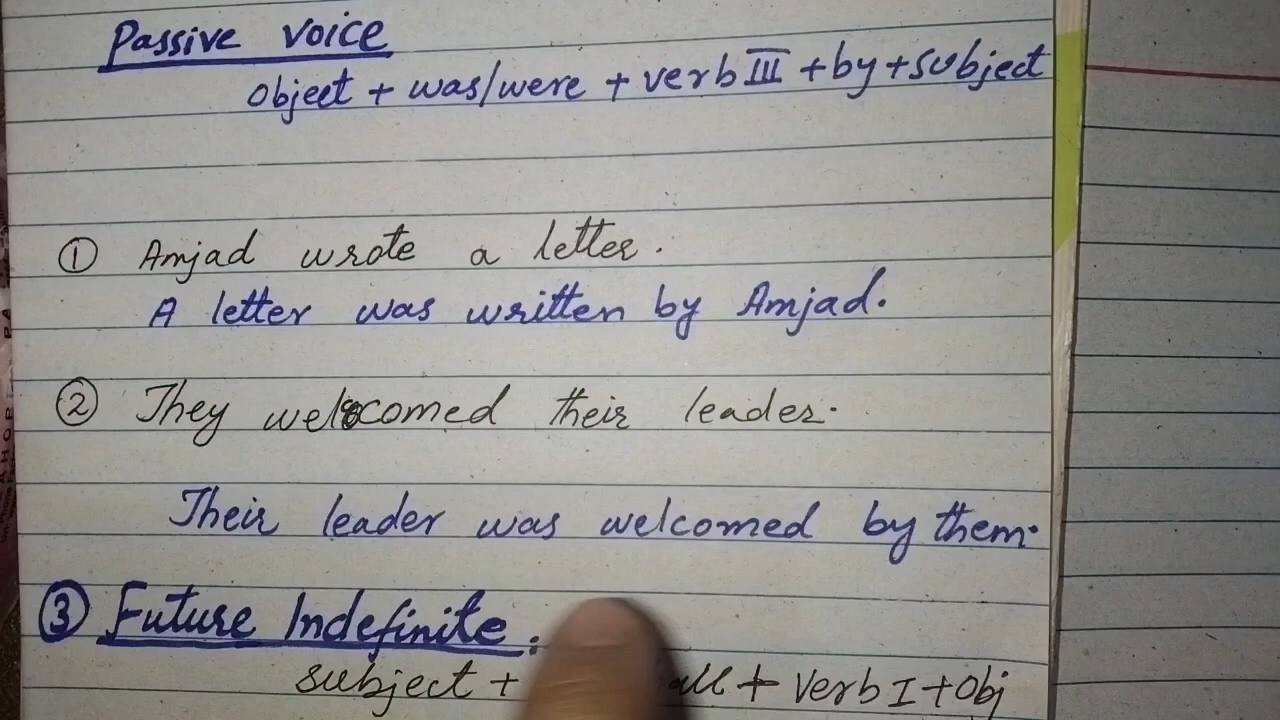 Passive voice
object + was/were + verb III + by + subject
① Amjad wrote a letter.
A letter was written by Amjad.
② They welcomed their leader.
Their leader was welcomed by them.
③ Future Indefinite:
subject + all + verb I + Obj